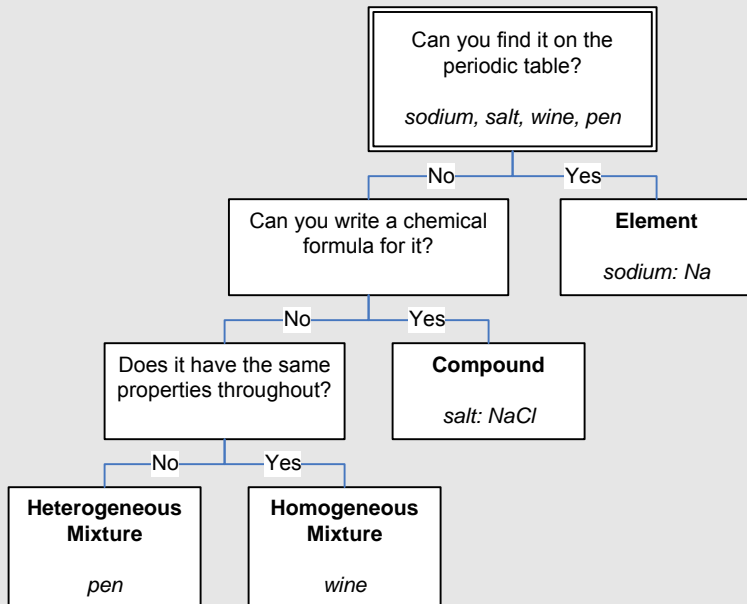 Can you find it on the
periodic table?
sodium, salt, wine, pen
No
Yes
Can you write a chemical
formula for it?
Element
sodium: Na
No
Yes
Does it have the same
properties throughout?
Compound
salt: NaCl
No
Yes
Heterogeneous
Mixture
pen
Homogeneous
Mixture
wine